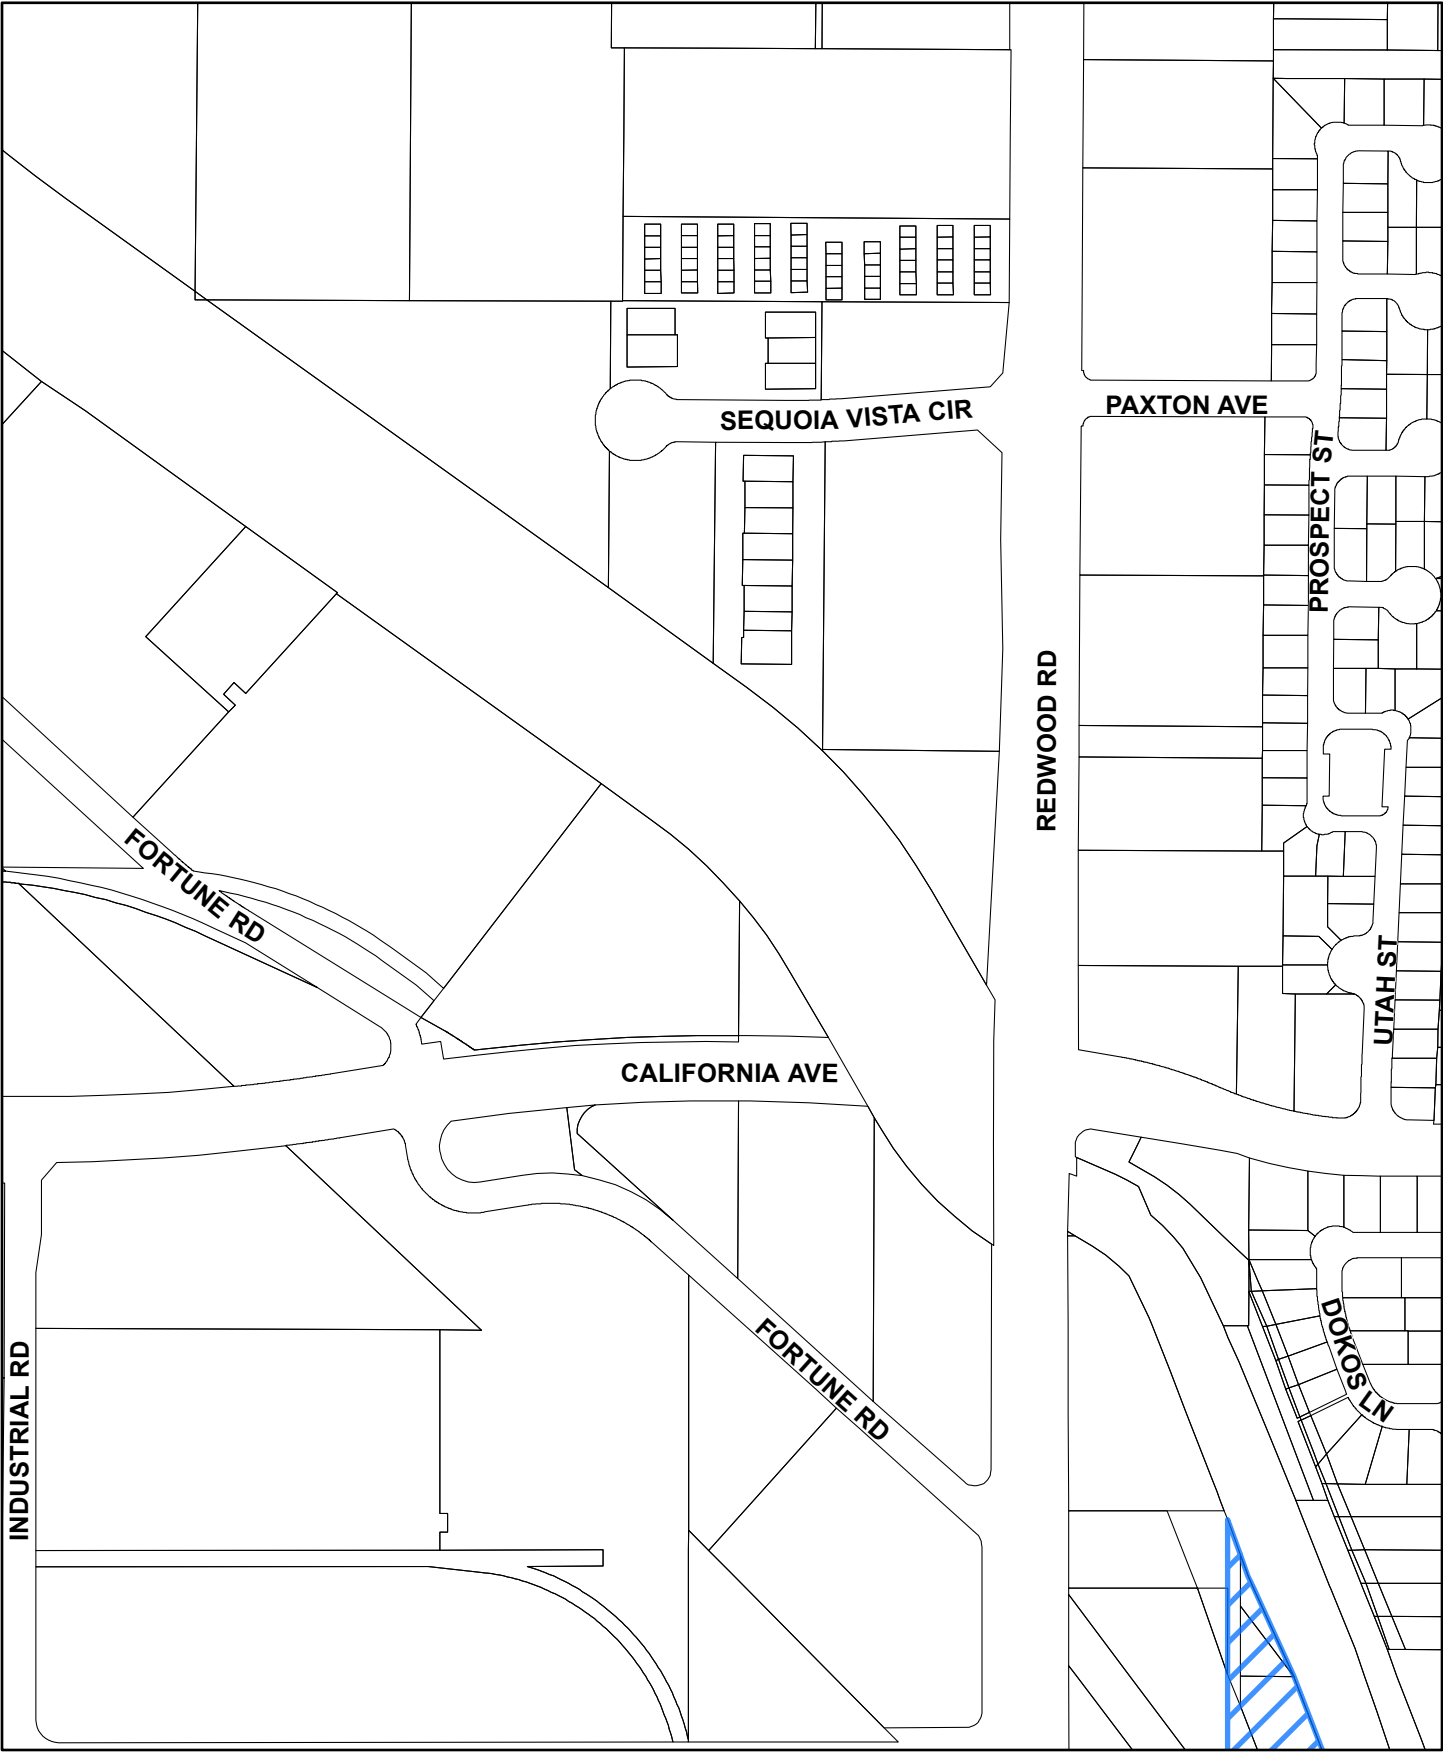 SEQUOIA VISTA CIR
PAXTON AVE
PROSPECT ST
REDWOOD RD
FORTUNE RD
UTAH ST
CALIFORNIA AVE
DOKOS LN
FORTUNE RD
INDUSTRIAL RD